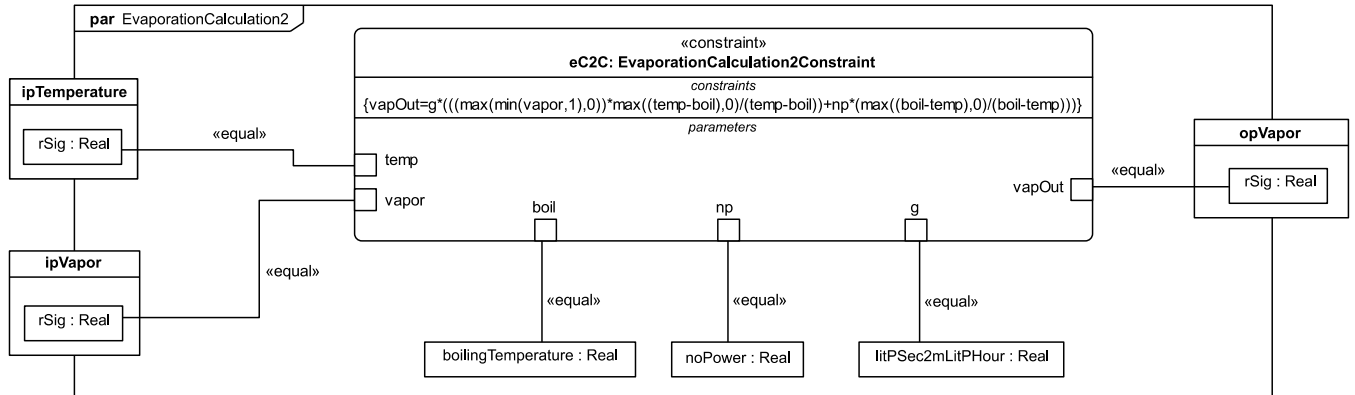 par EvaporationCalculation2
«constraint»
eC2C: EvaporationCalculation2Constraint
constraints
{vapOut=g*(((max(min(vapor,1),0))*max((temp-boil),0)/(temp-boil))+np*(max((boil-temp),0)/(boil-temp)))}
parameters
ipTemperature
rSig : Real
«equal»
temp
vapor
ipVapor
rSig : Real
«equal»
boil
np
g
vapOut
«equal»
opVapor
rSig : Real
«equal»
«equal»
«equal»
boilingTemperature : Real
noPower : Real
litPSec2mLitPHour : Real